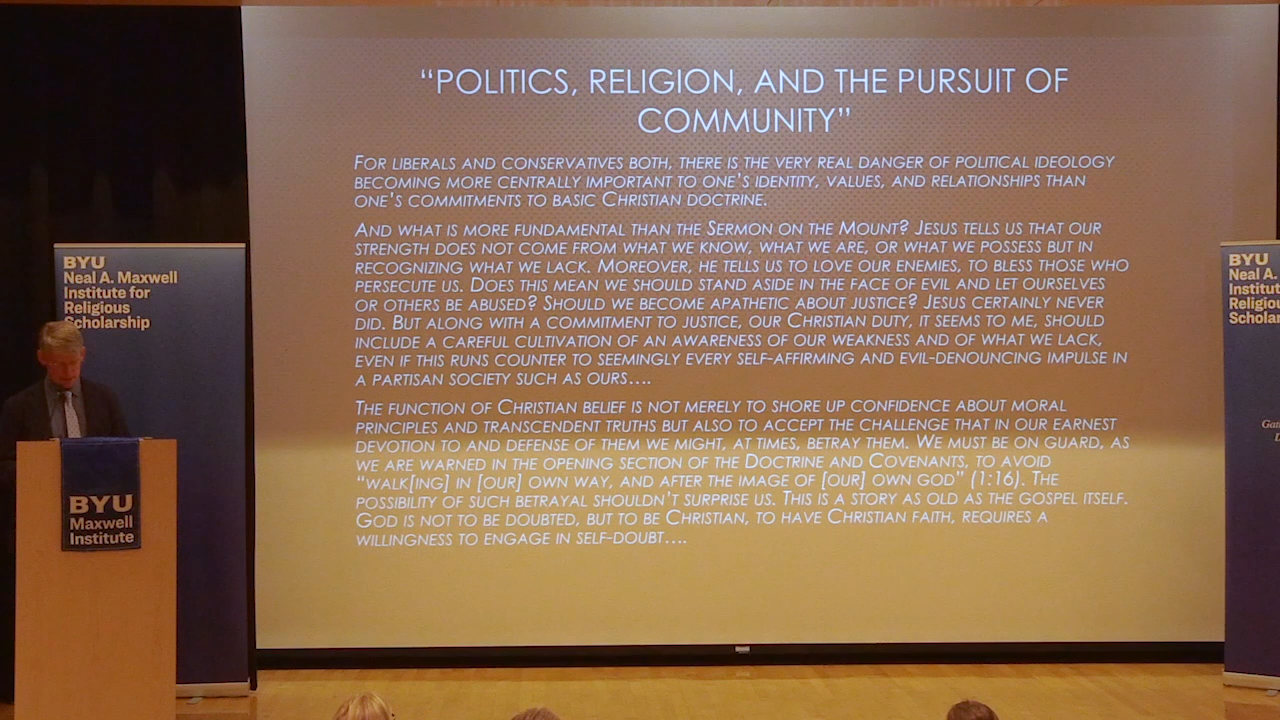 “POLITICS, RELIGION, AND THE PURSUIT OF
COMMUNITY”
FOR LIBERALS AND CONSERVATIVES BOTH, THERE IS THE VERY REAL DANGER OF POLITICAL IDEOLOGY
BECOMING MORE CENTRALLY IMPORTANT TO ONE’S IDENTITY, VALUES, AND RELATIONSHIPS THAN
ONE’S COMMITMENTS TO BASIC CHRISTIAN DOCTRINE.
AND WHAT IS MORE FUNDAMENTAL THAN THE SERMON ON THE MOUNT? JESUS TELLS US THAT OUR
STRENGTH DOES NOT COME FROM WHAT WE KNOW, WHAT WE ARE, OR WHAT WE POSSESS BUT IN
RECOGNIZING WHAT WE LACK. MOREOVER, HE TELLS US TO LOVE OUR ENEMIES, TO BLESS THOSE WHO
PERSECUTE US. DOES THIS MEAN WE SHOULD STAND ASIDE IN THE FACE OF EVIL AND LET OURSELVES
OR OTHERS BE ABUSED? SHOULD WE BECOME APATHETIC ABOUT JUSTICE? JESUS CERTAINLY NEVER
DID. BUT ALONG WITH A COMMITMENT TO JUSTICE, OUR CHRISTIAN DUTY, IT SEEMS TO ME, SHOULD
INCLUDE A CAREFUL CULTIVATION OF AN AWARENESS OF OUR WEAKNESS AND OF WHAT WE LACK,
EVEN IF THIS RUNS COUNTER TO SEEMINGLY EVERY SELF-AFFIRMING AND EVIL-DENOUNCING IMPULSE IN
A PARTISAN SOCIETY SUCH AS OURS....
THE FUNCTION OF CHRISTIAN BELIEF IS NOT MERELY TO SHORE UP CONFIDENCE ABOUT MORAL
PRINCIPLES AND TRANSCENDENT TRUTHS BUT ALSO TO ACCEPT THE CHALLENGE THAT IN OUR EARNEST
DEVOTION TO AND DEFENSE OF THEM WE MIGHT, AT TIMES, BETRAY THEM. WE MUST BE ON GUARD, AS
WE ARE WARNED IN THE OPENING SECTION OF THE DOCTRINE AND COVENANTS, TO AVOID
“WALK[ING] IN [OUR] OWN WAY, AND AFTER THE IMAGE OF [OUR] OWN GOD” (1:16). THE
POSSIBILITY OF SUCH BETRAYAL SHOULDN’T SURPRISE US. THIS IS A STORY AS OLD AS THE GOSPEL ITSELF.
GOD IS NOT TO BE DOUBTED, BUT TO BE CHRISTIAN, TO HAVE CHRISTIAN FAITH, REQUIRES A
WILLINGNESS TO ENGAGE IN SELF-DOUBT....
BYU
Neal A. Maxwell
Institute for
Religious
Scholarship
BYU
Maxwell
Institute
BYU
Neal A.
Institut
Religiou
Scholar